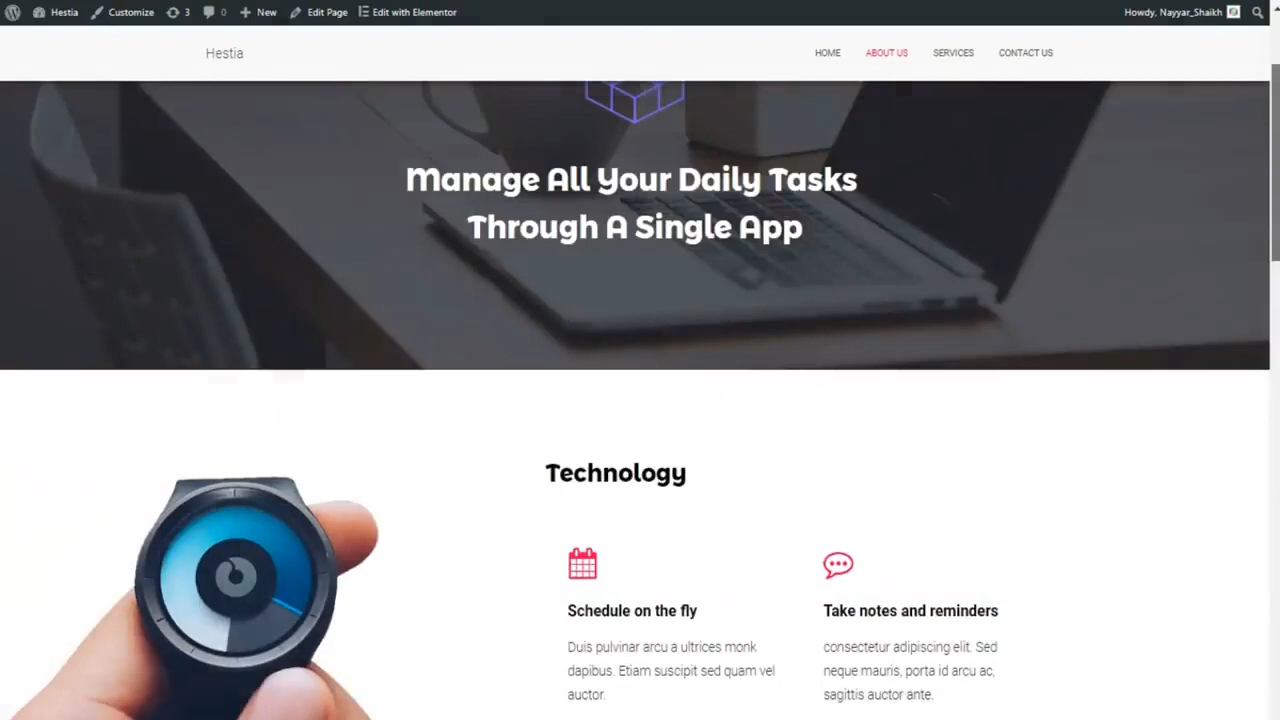 Hestia Customize 3 0 New Edit Page Edit with Elementor Howdy, Nayyar_Shaikh
Hestia HOME ABOUT US SERVICES CONTACT US
Manage All Your Daily Tasks
Through A Single App
Technology
Schedule on the fly
Duis pulvinar arcu a ultrices monk
dapibus. Etiam suscipit sed quam vel
auctor.
Take notes and reminders
consectetur adipiscing elit. Sed
neque mauris, porta id arcu ac,
sagittis auctor ante.